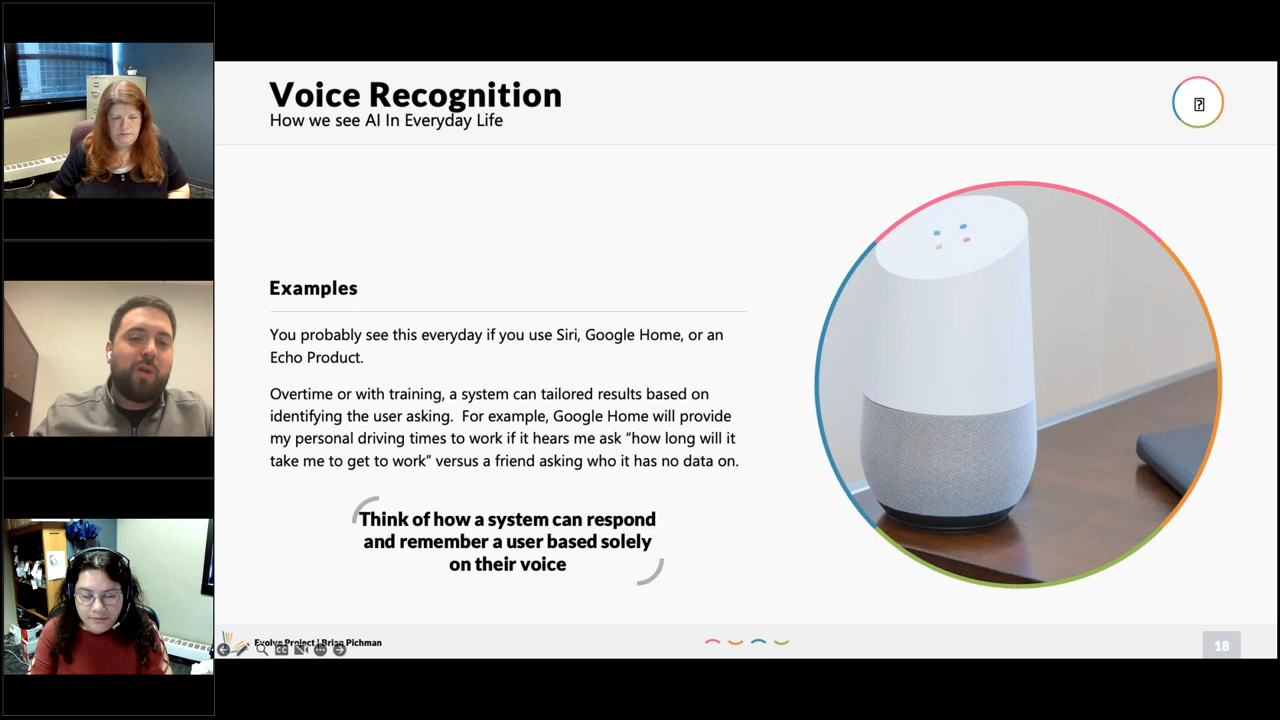 Voice Recognition
How we see AI In Everyday Life
Examples
You probably see this everyday if you use Siri, Google Home, or an
Echo Product.
Overtime or with training, a system can tailored results based on
identifying the user asking.  For example, Google Home will provide
my personal driving times to work if it hears me ask “how long will it
take me to get to work” versus a friend asking who it has no data on.
Think of how a system can respond
and remember a user based solely
on their voice
Evolve Project | Brian Pichman
18